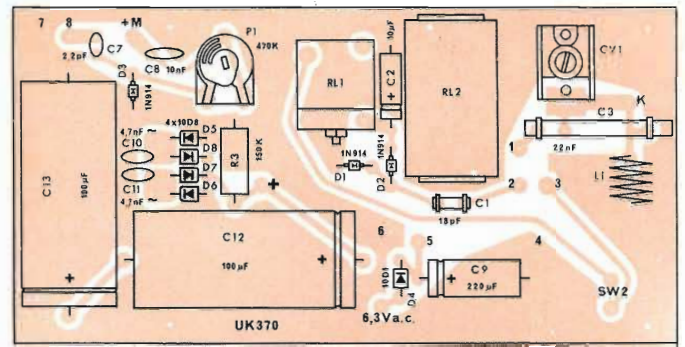 7 8 +M
C7
2,2pF
C8 10nF
D3
1N914
P1
470K
RL1
10µF
C2
+
RL2
CV1
K
C3
22nF
1
L1
4x10D8
4,7nF ~
C10
C11
4,7nF ~
D5
D8
D7
D6
R3
150K
+
1N914
D1
1N914
D2
2 3
C1
18pF
C13
100µF
+
C12
100µF
+
6
5
4
10D1
D4
+
C9
220µF
SW2
6,3Va.c.
UK370